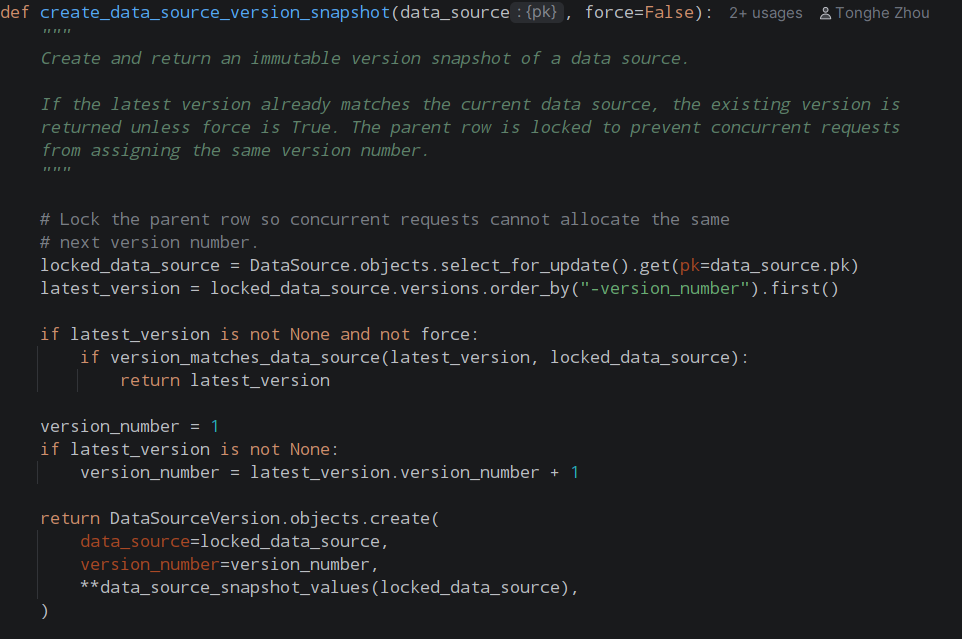 def create_data_source_version_snapshot(data_source: {pk}, force=False): 2+ usages Tonghe Zhou
    """
    Create and return an immutable version snapshot of a data source.

    If the latest version already matches the current data source, the existing version is
    returned unless force is True. The parent row is locked to prevent concurrent requests
    from assigning the same version number.
    """

    # Lock the parent row so concurrent requests cannot allocate the same
    # next version number.
    locked_data_source = DataSource.objects.select_for_update().get(pk=data_source.pk)
    latest_version = locked_data_source.versions.order_by("-version_number").first()

    if latest_version is not None and not force:
        if version_matches_data_source(latest_version, locked_data_source):
            return latest_version

    version_number = 1
    if latest_version is not None:
        version_number = latest_version.version_number + 1

    return DataSourceVersion.objects.create(
        data_source=locked_data_source,
        version_number=version_number,
        **data_source_snapshot_values(locked_data_source),
    )